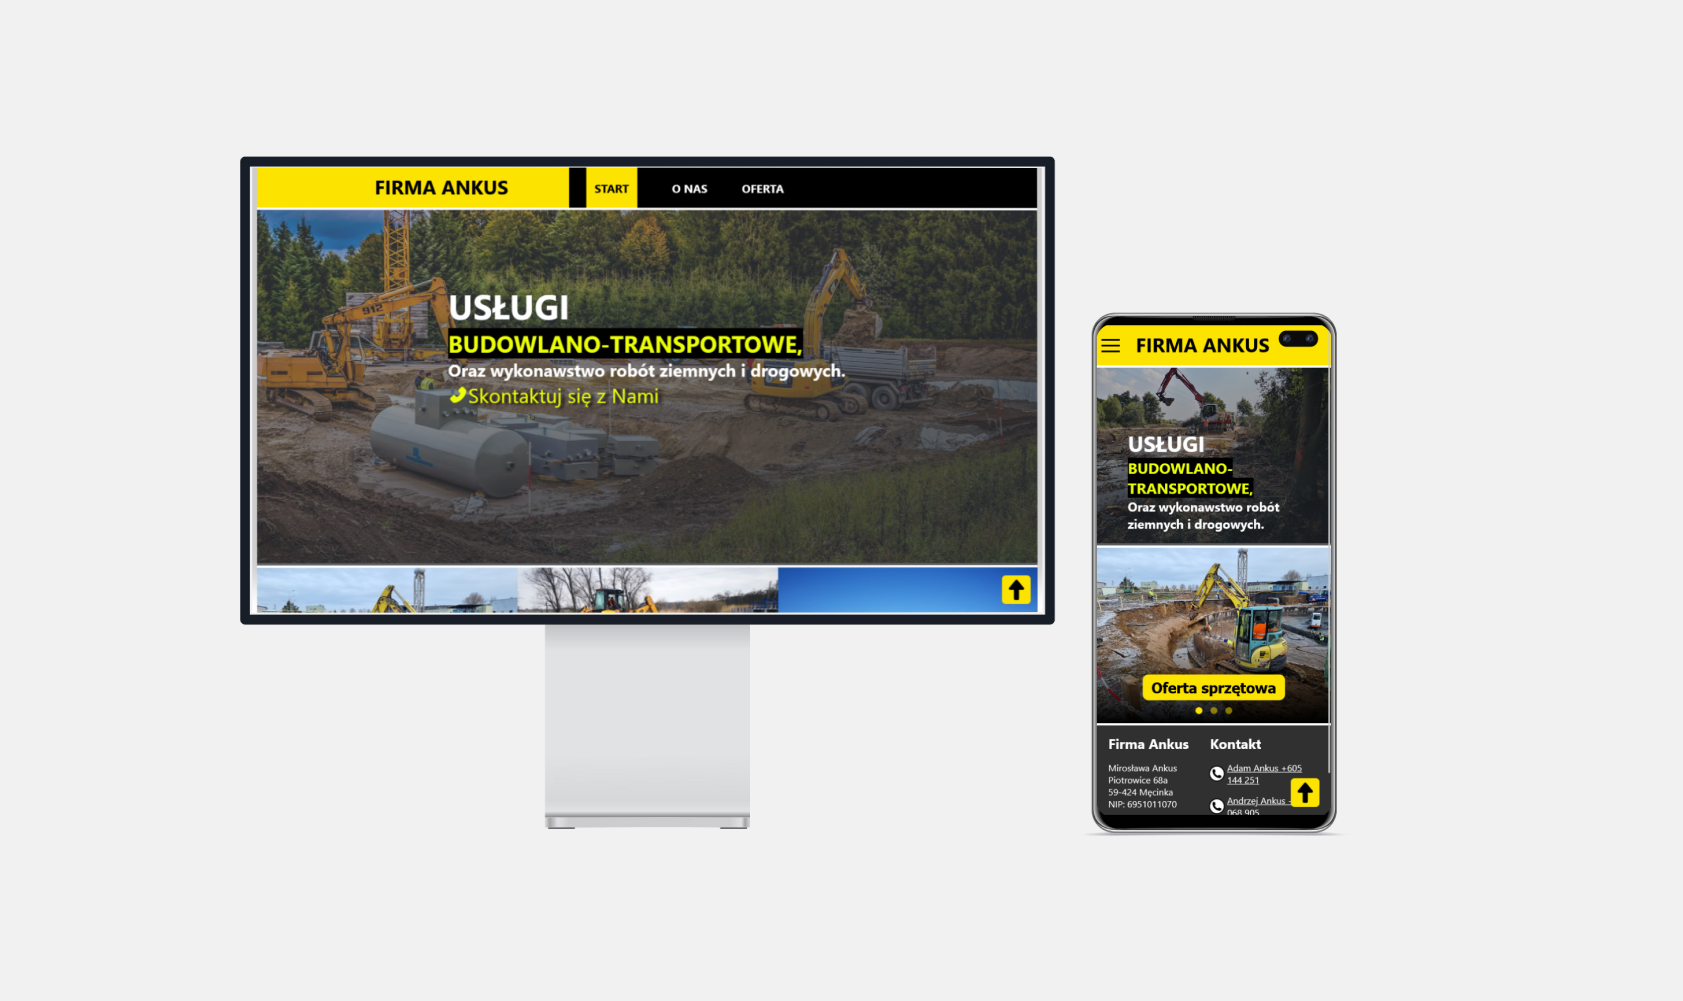 FIRMA ANKUS
START
O NAS
OFERTA
912
USŁUGI
BUDOWLANO-TRANSPORTOWE,
Oraz wykonawstwo robót ziemnych i drogowych.
Skontaktuj się z Nami
FIRMA ANKUS
USŁUGI
BUDOWLANO-
TRANSPORTOWE,
Oraz wykonawstwo robót
ziemnych i drogowych.
Oferta sprzętowa
Firma Ankus
Mirosława Ankus
Piotrowice 68a
59-424 Męcinka
NIP: 6951011070
Kontakt
Adam Ankus +605
144 251
Andrzej Ankus
068 905